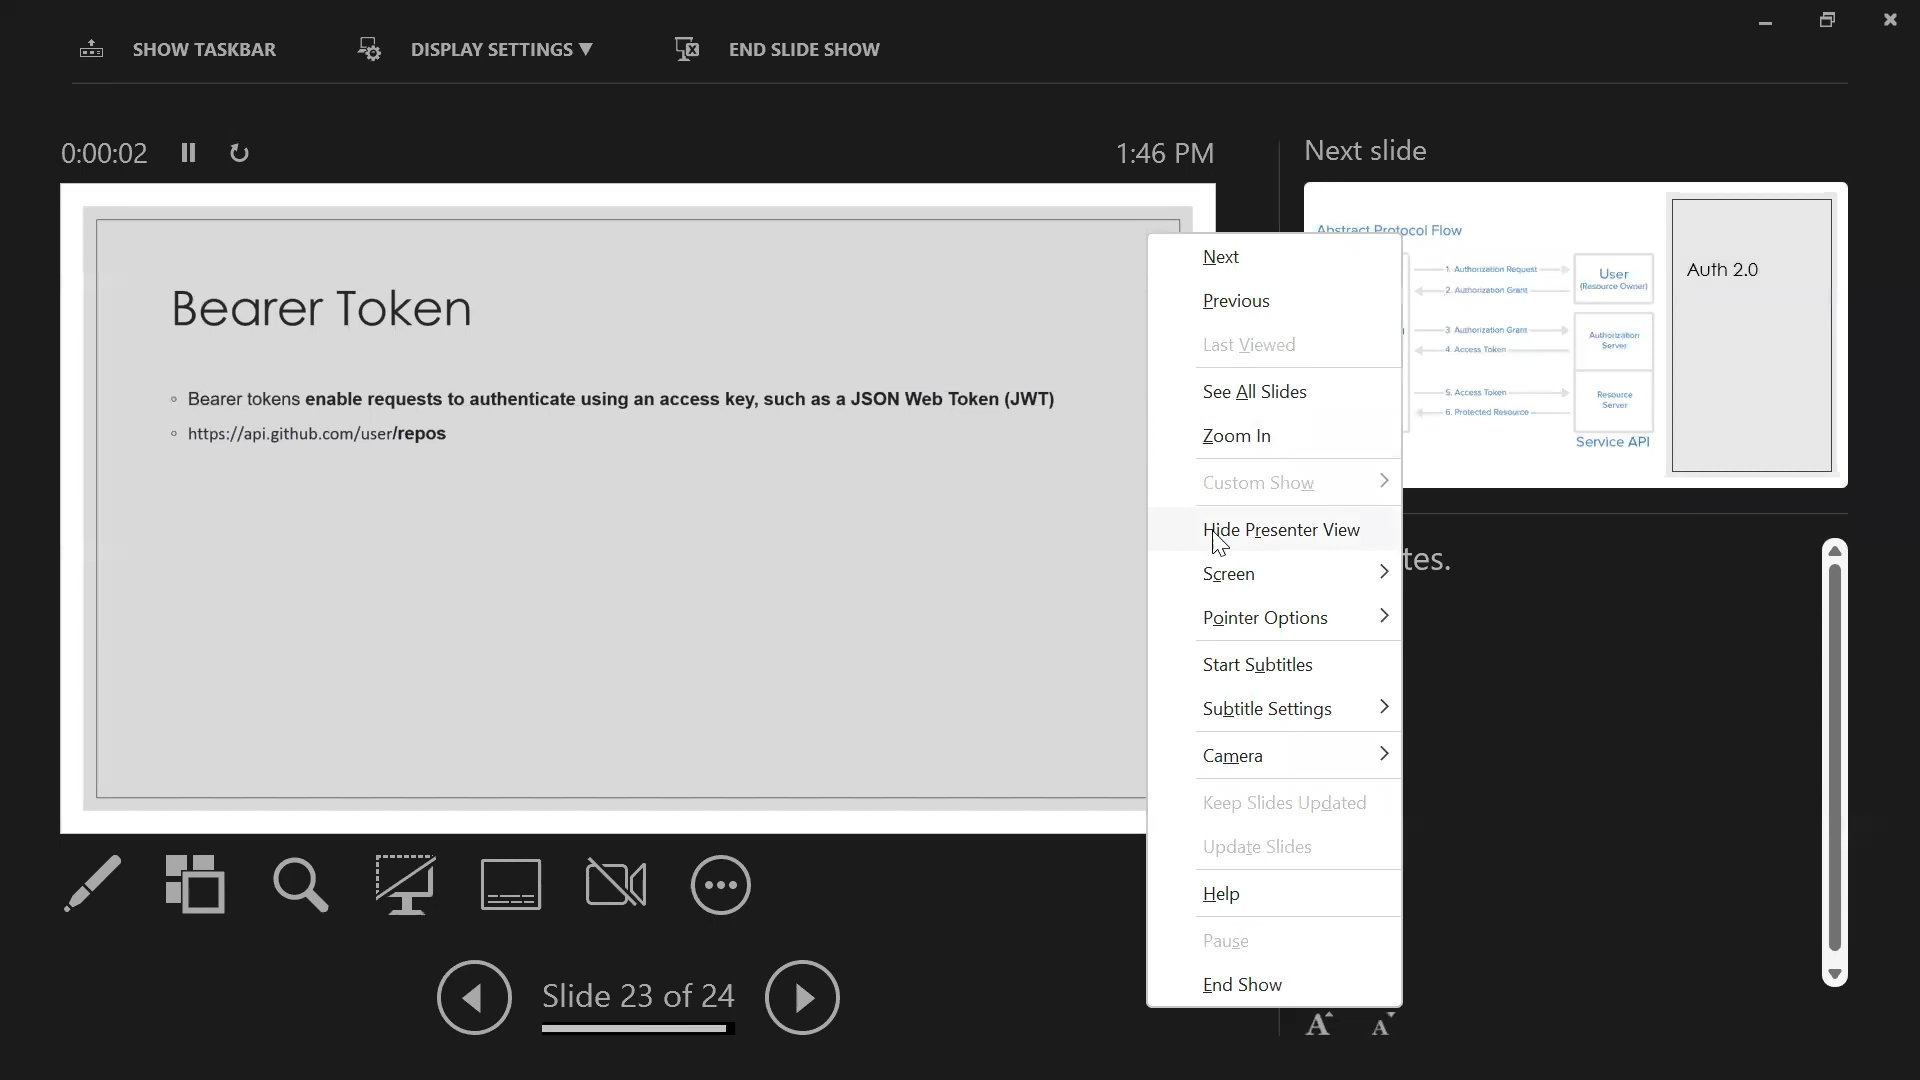 SHOW TASKBAR
DISPLAY SETTINGS ▼
END SLIDE SHOW
0:00:02
1:46 PM
Bearer Token
◦ Bearer tokens enable requests to authenticate using an access key, such as a JSON Web Token (JWT)
◦ https://api.github.com/user/repos
Next slide
Abstract Protocol Flow
1. Authorization Request
2. Authorization Grant
User
(Resource Owner)
3. Authorization Grant
4. Access Token
Authorization
Server
5. Access Token
6. Protected Resource
Resource
Server
Service API
Auth 2.0
Next
Previous
Last Viewed
See All Slides
Zoom In
Custom Show
Hide Presenter View
Screen
Pointer Options
Start Subtitles
Subtitle Settings
Camera
Keep Slides Updated
Update Slides
Help
Pause
End Show
tes.
Slide 23 of 24
A A